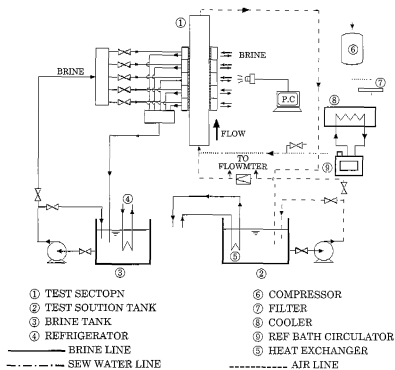 ①
BRINE
BRINE
⑥
P.C
⑦
⑧
FLOW
TO
FLOWMTER
⑨
④
⑤
③
②
① TEST SECTOPN
② TEST SOUTION TANK
③ BRINE TANK
④ REFRIGERATOR
BRINE LINE
SEW WATER LINE
⑥ COMPRESSOR
⑦ FILTER
⑧ COOLER
⑨ REF BATH CIRCULATOR
⑤ HEAT EXCHANGER
AIR LINE